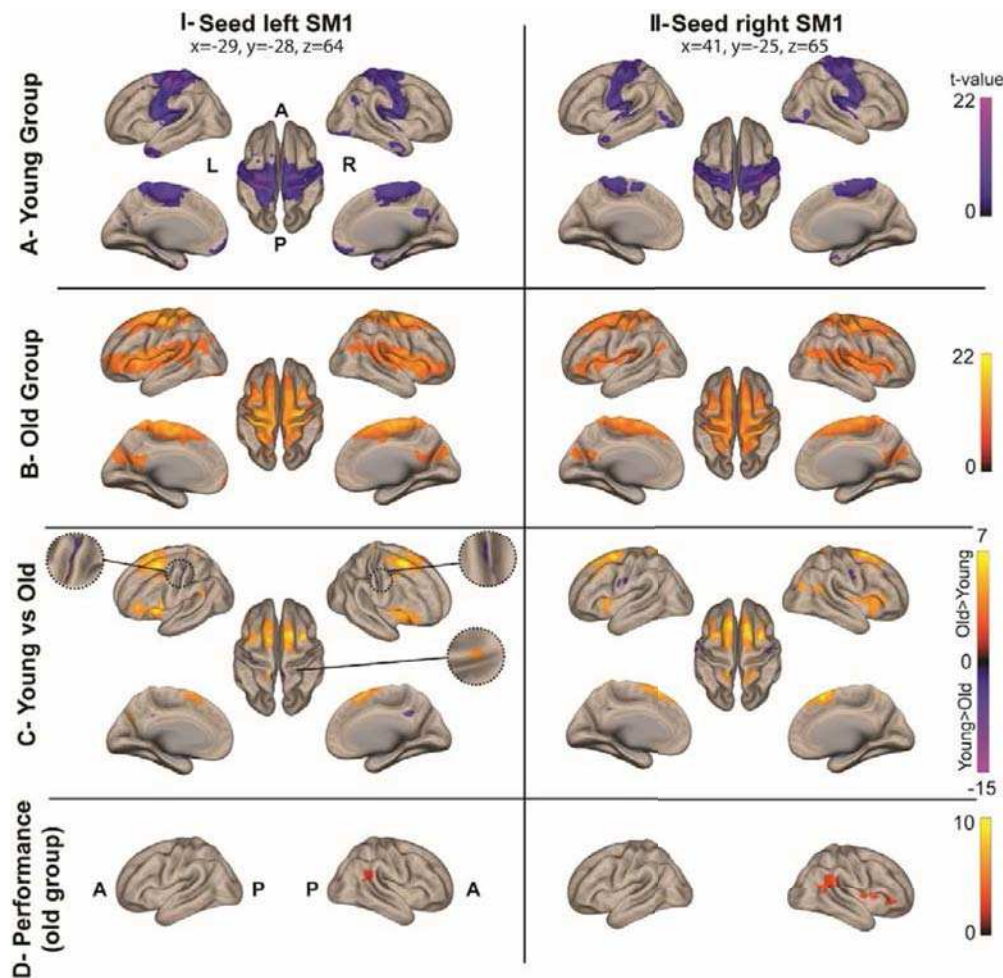 I- Seed left SM1
x=-29, y=-28, z=64
II-Seed right SM1
x=41, y=-25, z=65
A- Young Group
A
L
R
P
t-value
22
0
B- Old Group
22
0
C- Young vs Old
7
Old>Young
0
Young>Old
-15
D- Performance
(old group)
A
P
P
A
10
0